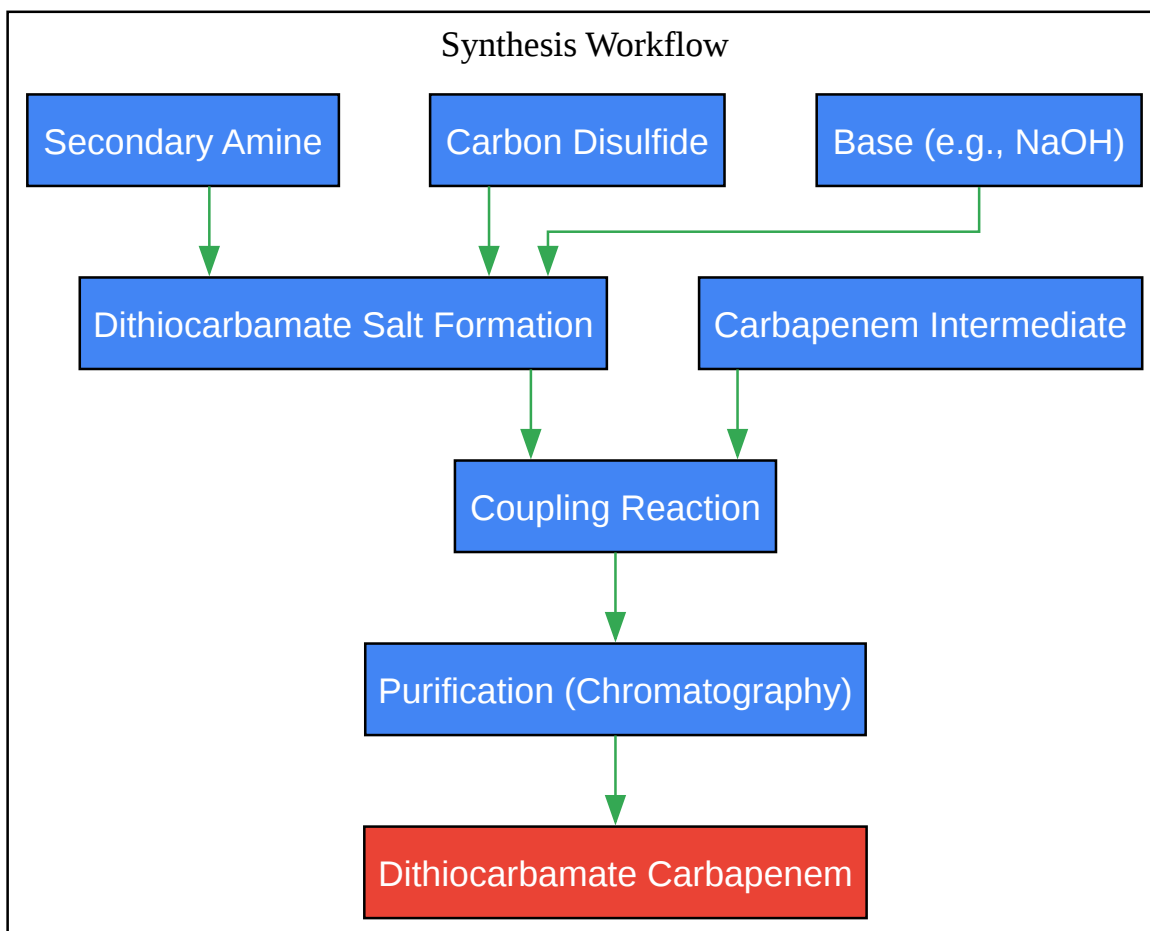 Synthesis Workflow
Secondary Amine
Carbon Disulfide
Base (e.g., NaOH)
Dithiocarbamate Salt Formation
Carbapenem Intermediate
Coupling Reaction
Purification (Chromatography)
Dithiocarbamate Carbapenem